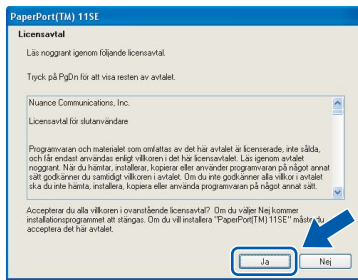 PaperPort(TM) 11SE
Licensavtal
Läs noggrant igenom följande licensavtal.
Tryck på PgDn för att visa resten av avtalet.
Nuance Communications, Inc.
Licensavtal för slutanvändare
Programvaran och materialet som omfattas av det här avtalet är licenserade, inte sålda,
och får endast användas enligt villkoren i det här licensavtalet. Läs igenom avtalet
noggrant. När du hämtar, installerar, kopierar eller använder programvaran på något annat
sätt godkänner du samtidigt villkoren i avtalet. Om du inte godkänner alla villkor i avtalet
ska du inte hämta, installera, kopiera eller använda programvaran på något annat sätt.
Accepterar du alla villkoren i ovanstående licensavtal? Om du väljer Nej kommer
installationsprogrammet att stängas. Om du vill installera "PaperPort(TM) 11SE" måste du
acceptera det här avtalet.
Ja
Nej